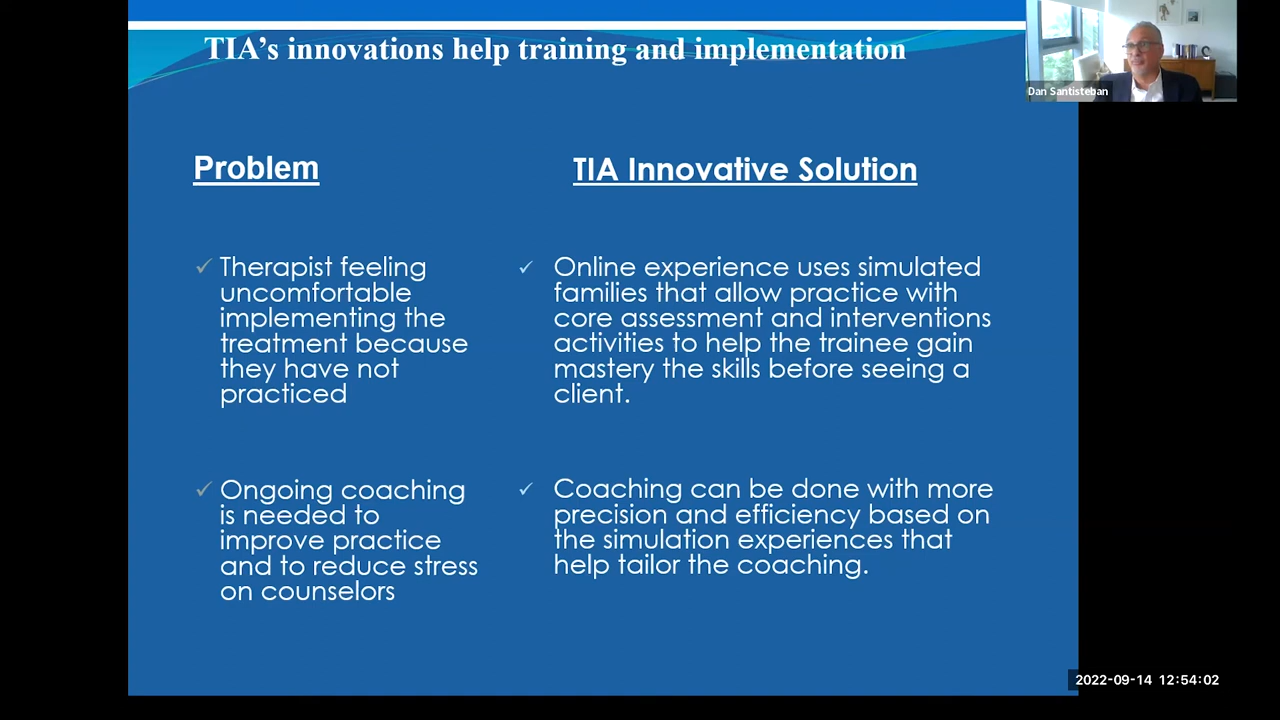 TIA's innovations help training and implementation
Dan Santisteban
Problem
TIA Innovative Solution
✓ Therapist feeling
uncomfortable
implementing the
treatment because
they have not
practiced
✓ Online experience uses simulated
families that allow practice with
core assessment and interventions
activities to help the trainee gain
mastery the skills before seeing a
client.
✓ Ongoing coaching
is needed to
improve practice
and to reduce stress
on counselors
✓ Coaching can be done with more
precision and efficiency based on
the simulation experiences that
help tailor the coaching.
2022-09-14 12:54:02